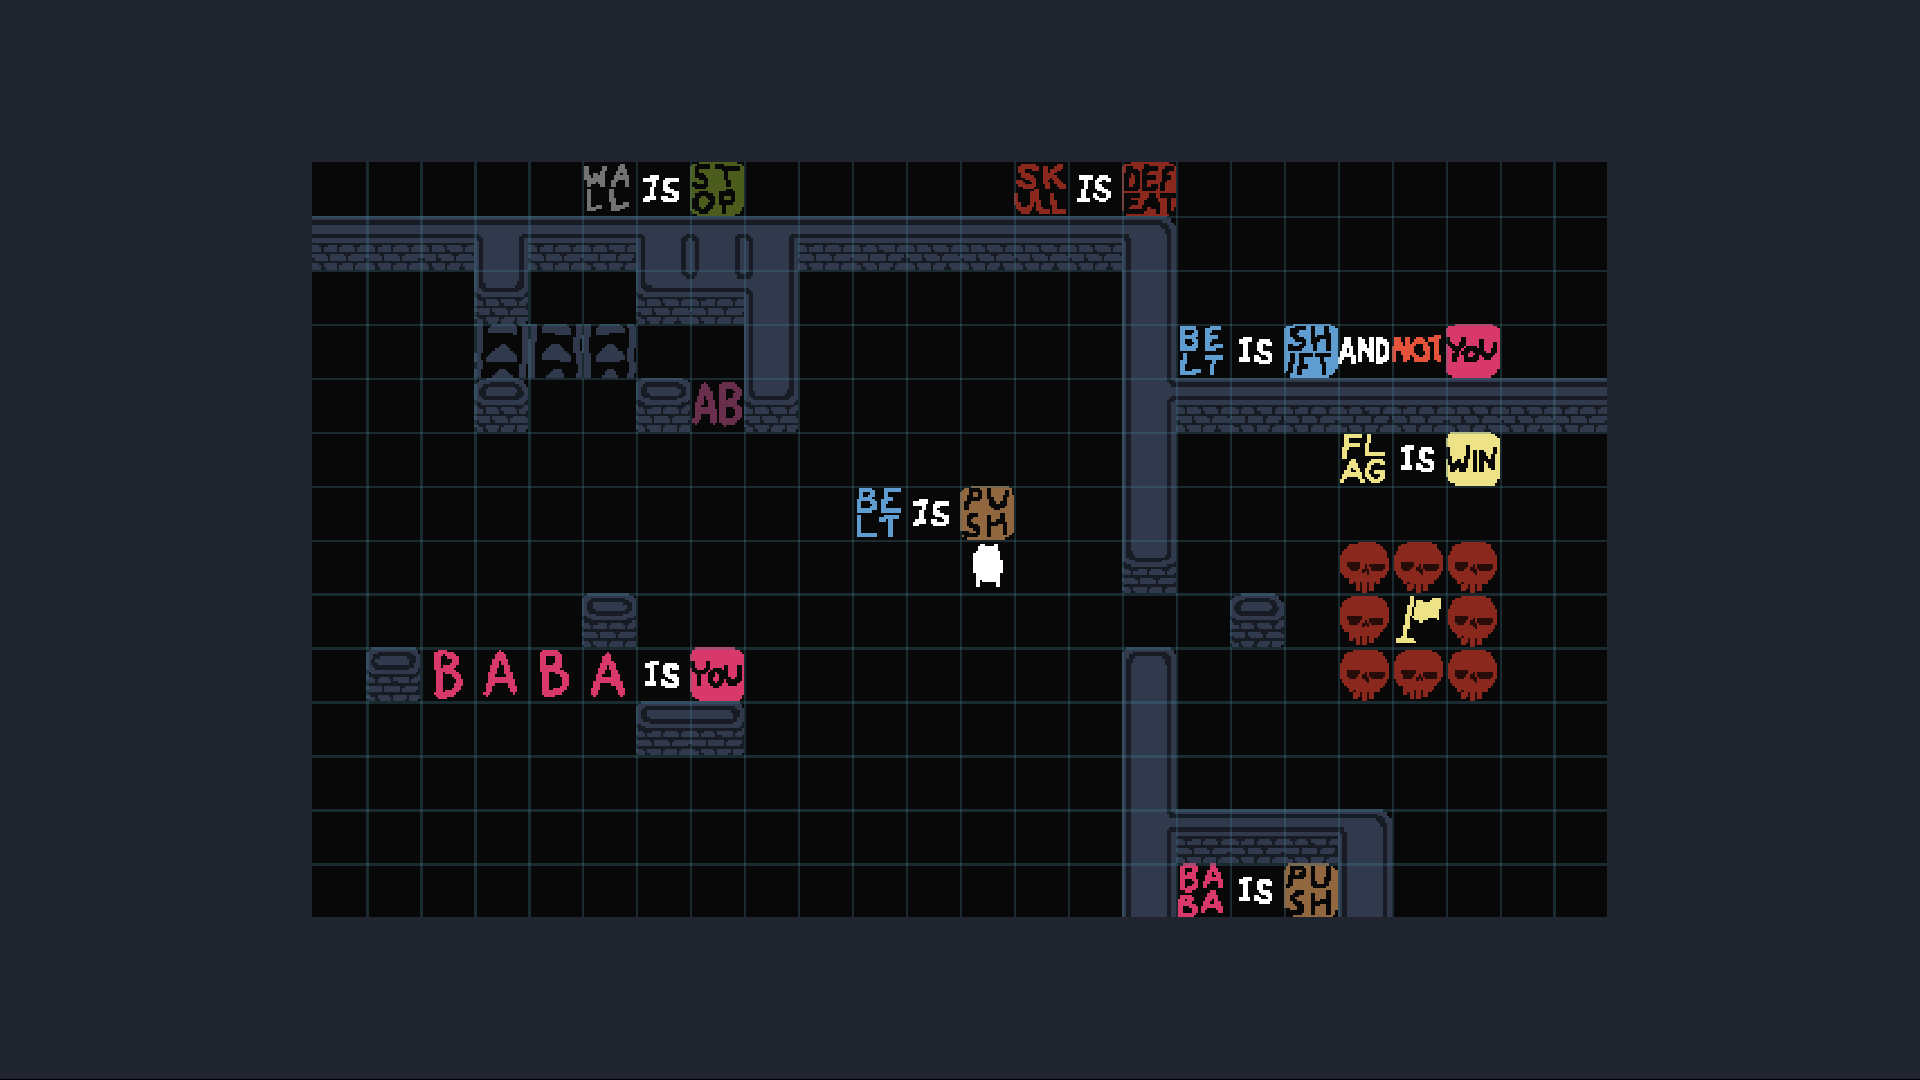 WALL IS STOP
SKULL IS DEFEAT
BELT IS SHIFT AND NOT YOU
AB
FLAG IS WIN
BELT IS PUSH
B A B A IS YOU
BABA IS PUSH